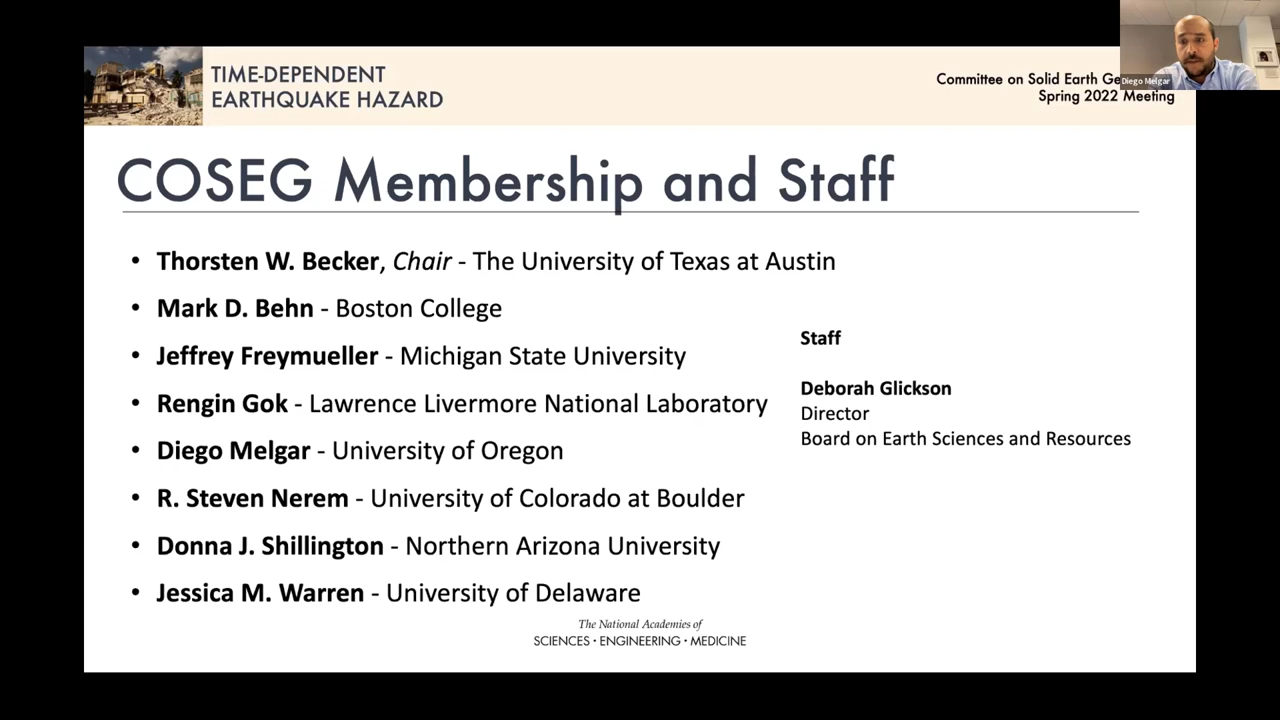 TIME-DEPENDENT
EARTHQUAKE HAZARD
Committee on Solid Earth Ge
Spring 2022 Meeting
Diego Melgar
COSEG Membership and Staff
• Thorsten W. Becker, Chair - The University of Texas at Austin
• Mark D. Behn - Boston College
• Jeffrey Freymueller - Michigan State University
• Rengin Gok - Lawrence Livermore National Laboratory
• Diego Melgar - University of Oregon
• R. Steven Nerem - University of Colorado at Boulder
• Donna J. Shillington - Northern Arizona University
• Jessica M. Warren - University of Delaware
Staff
Deborah Glickson
Director
Board on Earth Sciences and Resources
The National Academies of
SCIENCES · ENGINEERING · MEDICINE